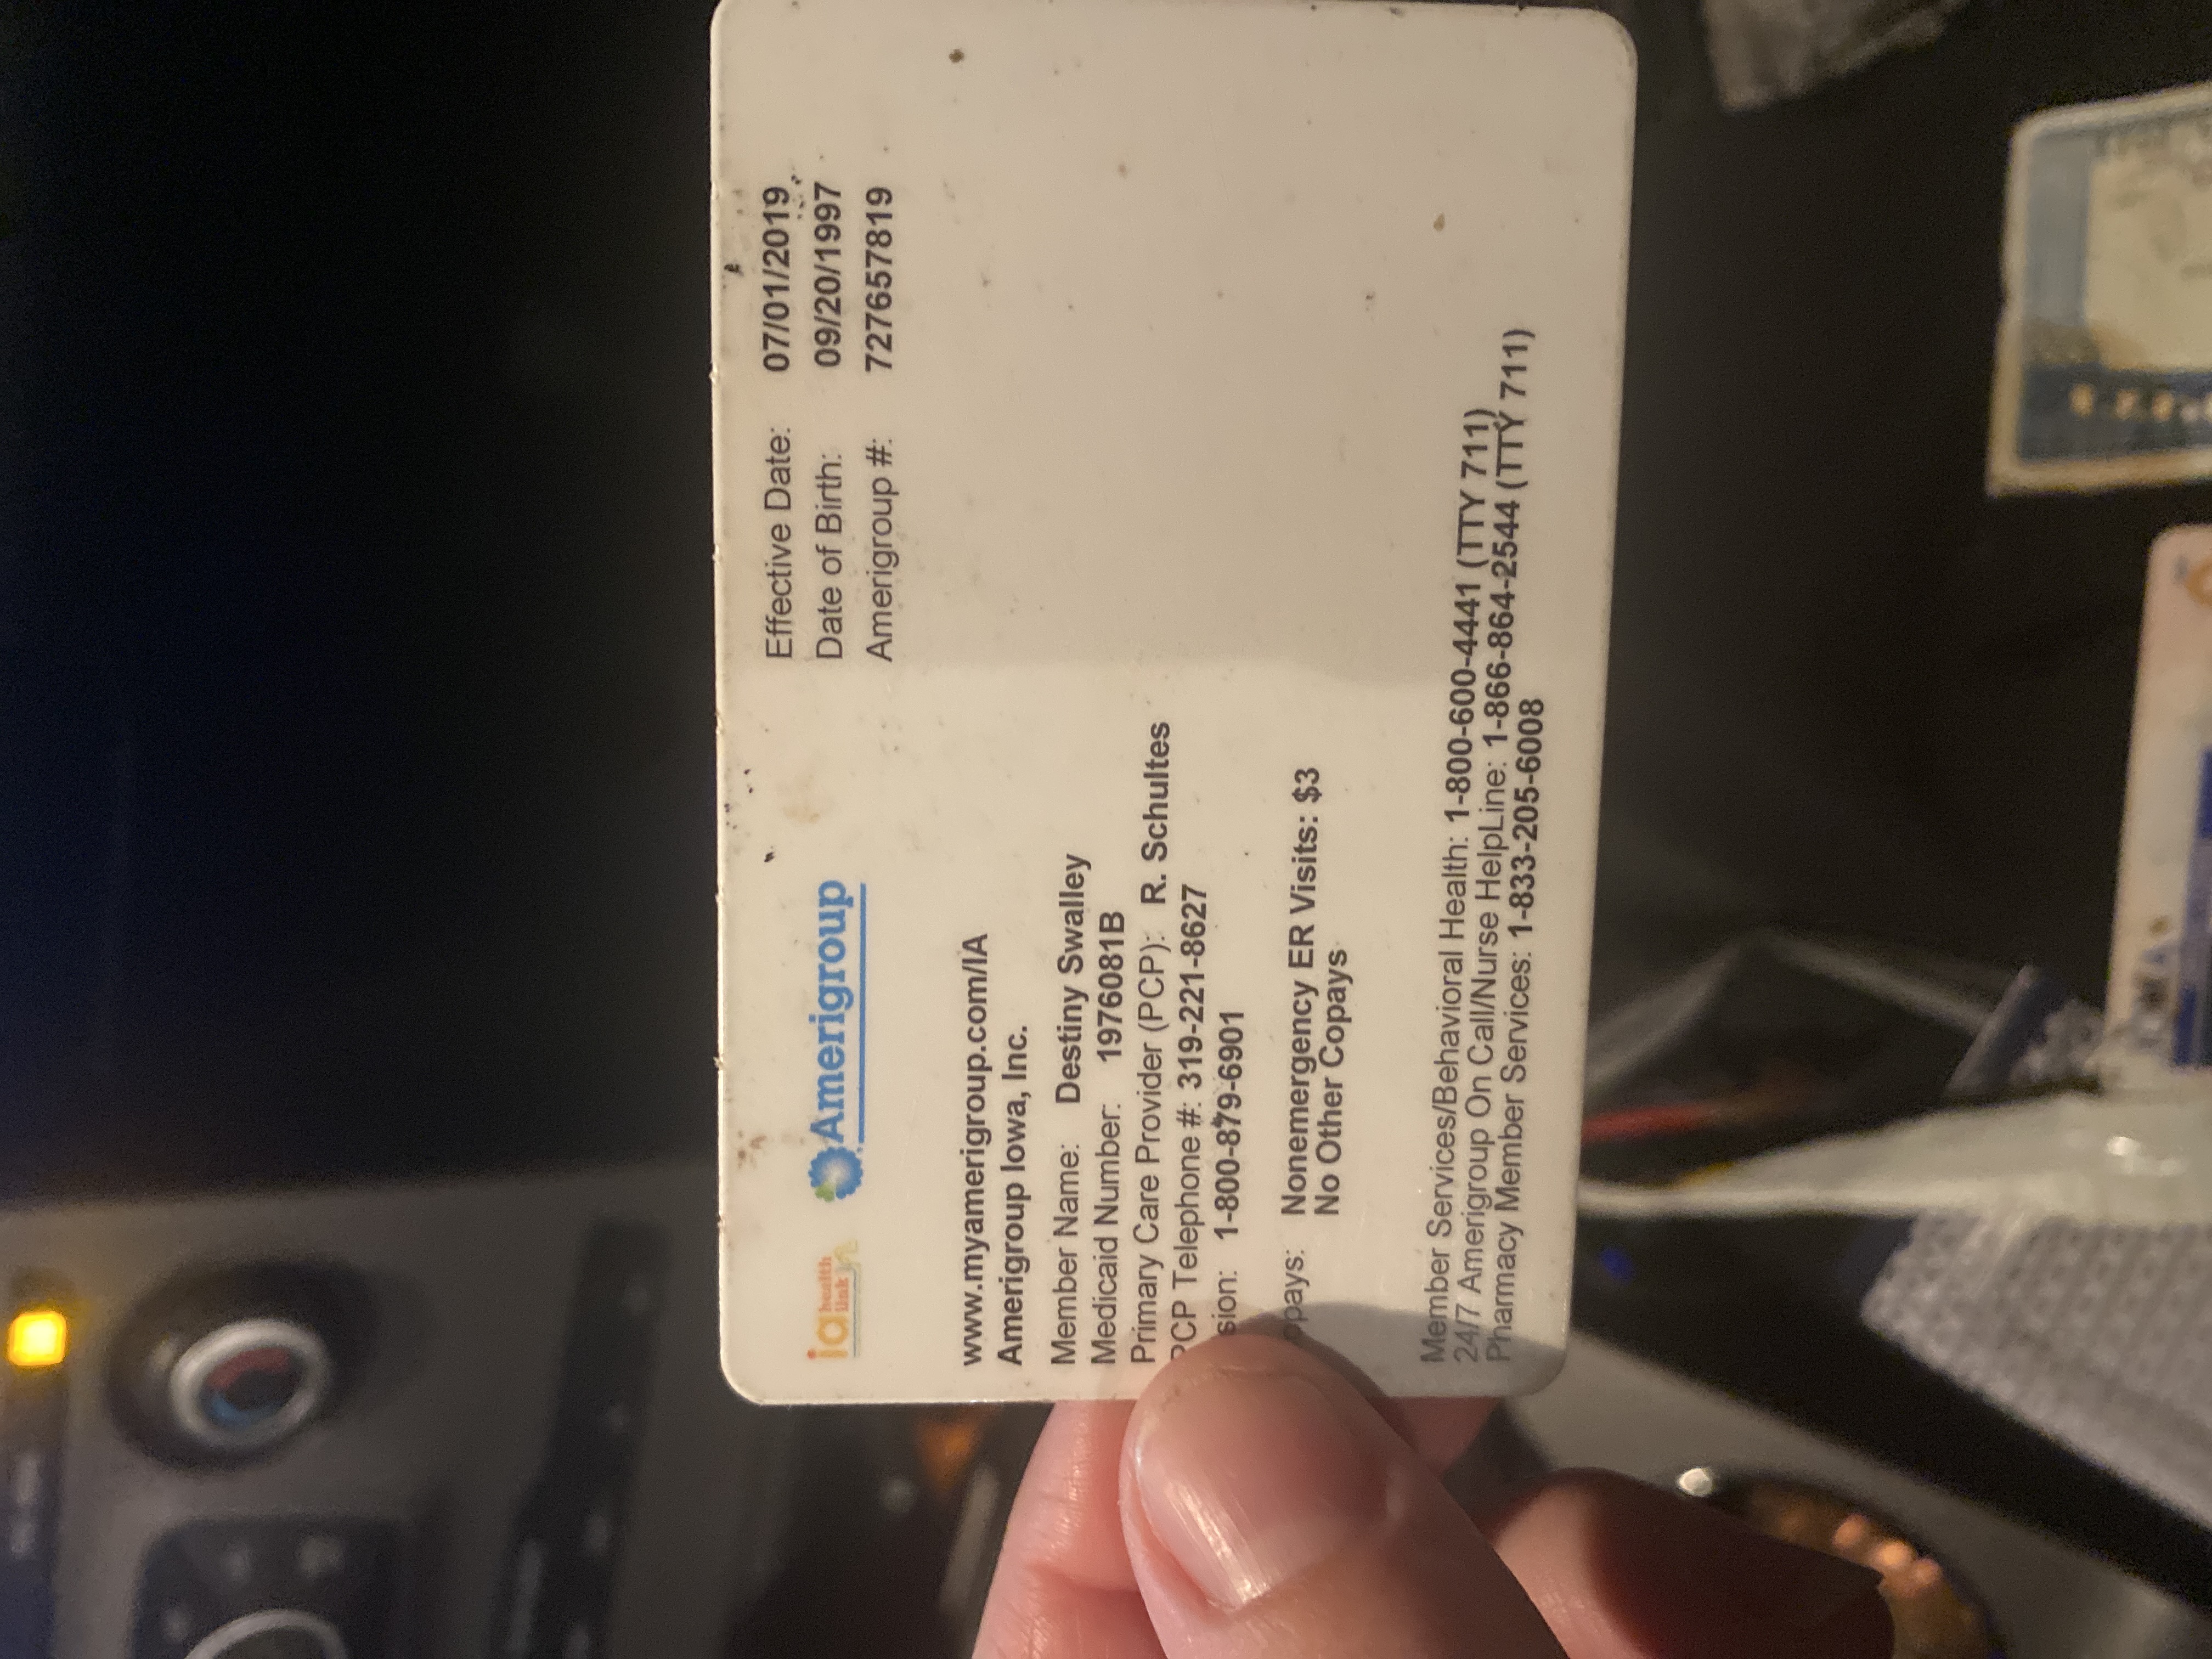 ia health link
Amerigroup
Effective Date: 07/01/2019
Date of Birth: 09/20/1997
Amerigroup #: 727657819
www.myamerigroup.com/IA
Amerigroup Iowa, Inc.
Member Name: Destiny Swalley
Medicaid Number: 1976081B
Primary Care Provider (PCP): R. Schultes
PCP Telephone #: 319-221-8627
sion: 1-800-879-6901
opays: Nonemergency ER Visits: $3
No Other Copays
Member Services/Behavioral Health: 1-800-600-4441 (TTY 711)
24/7 Amerigroup On Call/Nurse HelpLine: 1-866-864-2544 (TTY 711)
Pharmacy Member Services: 1-833-205-6008